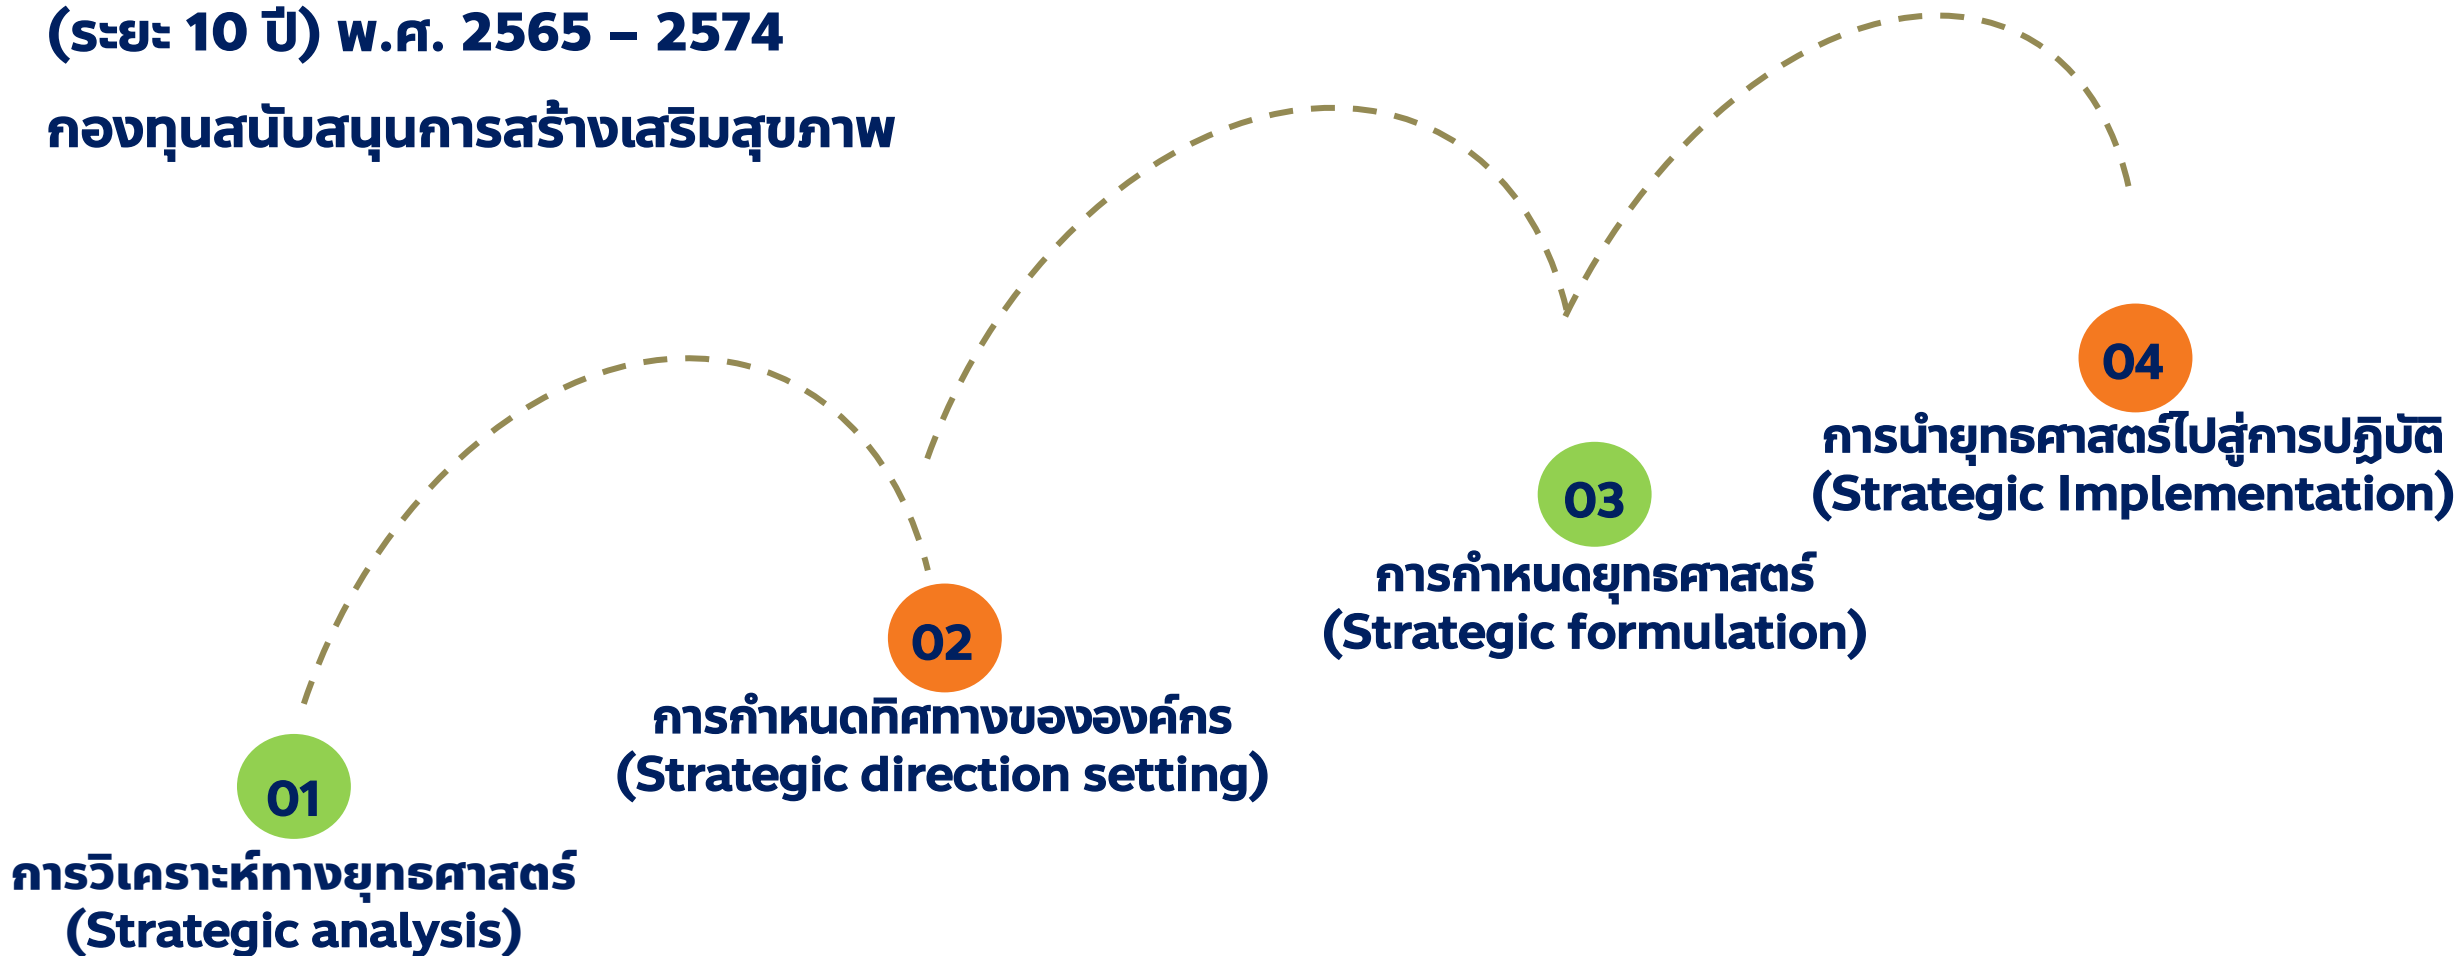 (ระยะ 10 ปี) พ.ศ. 2565 – 2574
กองทุนสนับสนุนการสร้างเสริมสุขภาพ
01
การวิเคราะห์ทางยุทธศาสตร์
(Strategic analysis)
02
การกำหนดทิศทางขององค์กร
(Strategic direction setting)
03
การกำหนดยุทธศาสตร์
(Strategic formulation)
04
การนำยุทธศาสตร์ไปสู่การปฏิบัติ
(Strategic Implementation)